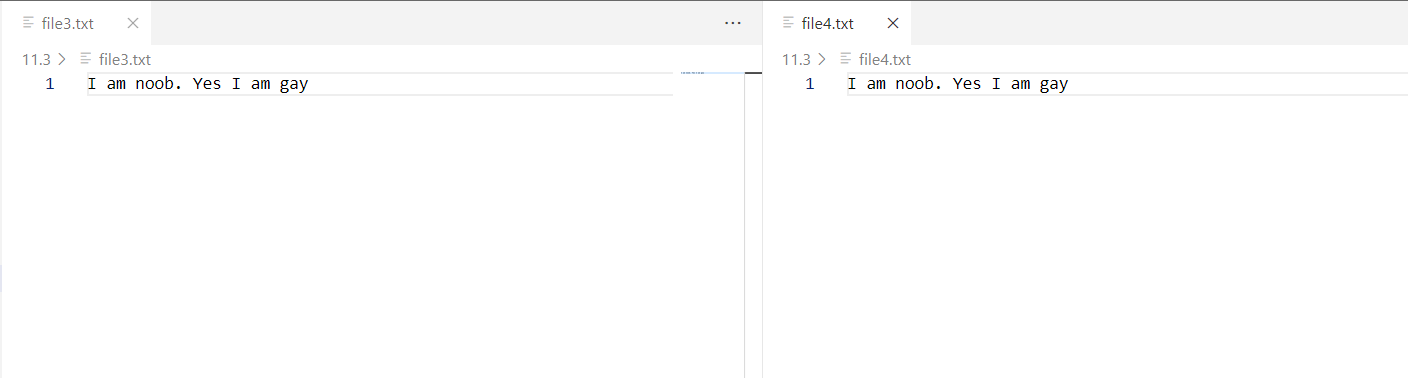 file3.txt
11.3 > file3.txt
1 I am noob. Yes I am gay
file4.txt
11.3 > file4.txt
1 I am noob. Yes I am gay